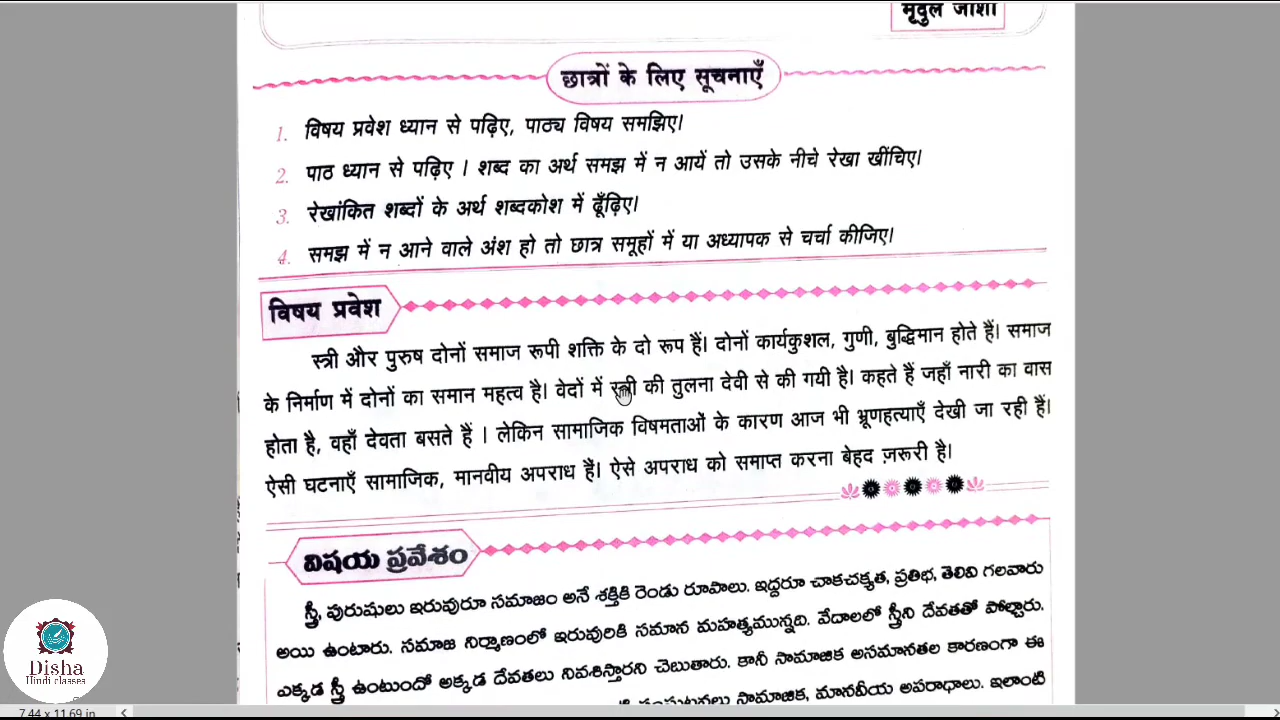 मृदुल जोशी
छात्रों के लिए सूचनाएँ
1. विषय प्रवेश ध्यान से पढ़िए, पाठ्य विषय समझिए।
2. पाठ ध्यान से पढ़िए । शब्द का अर्थ समझ में न आयें तो उसके नीचे रेखा खींचिए।
3. रेखांकित शब्दों के अर्थ शब्दकोश में ढूँढ़िए।
4. समझ में न आने वाले अंश हो तो छात्र समूहों में या अध्यापक से चर्चा कीजिए।
विषय प्रवेश
स्त्री और पुरुष दोनों समाज रूपी शक्ति के दो रूप हैं। दोनों कार्यकुशल, गुणी, बुद्धिमान होते हैं। समाज
के निर्माण में दोनों का समान महत्व है। वेदों में स्त्री की तुलना देवी से की गयी है। कहते हैं जहाँ नारी का वास
होता है, वहाँ देवता बसते हैं । लेकिन सामाजिक विषमताओं के कारण आज भी भ्रूणहत्याएँ देखी जा रही हैं।
ऐसी घटनाएँ सामाजिक, मानवीय अपराध हैं। ऐसे अपराध को समाप्त करना बेहद ज़रूरी है।
విషయ ప్రవేశం
స్త్రీ, పురుషులు ఇరువురూ సమాజం అనే శక్తికి రెండు రూపాలు. ఇద్దరూ చాకచక్యత, ప్రతిభ, తెలివి గలవారు
అయి ఉంటారు. సమాజ నిర్మాణంలో ఇరువురికి సమాన మహత్యమున్నది. వేదాలలో స్త్రీని దేవతతో పోల్చారు.
ఎక్కడ స్త్రీ ఉంటుందో అక్కడ దేవతలు నివశిస్తారని చెబుతారు. కానీ సామాజిక అసమానతల కారణంగా ఈ
సామాజిక, మానవీయ అపరాధాలు. ఇలాంటి
Disha
Hindi classes
7.44 x 11.69 in